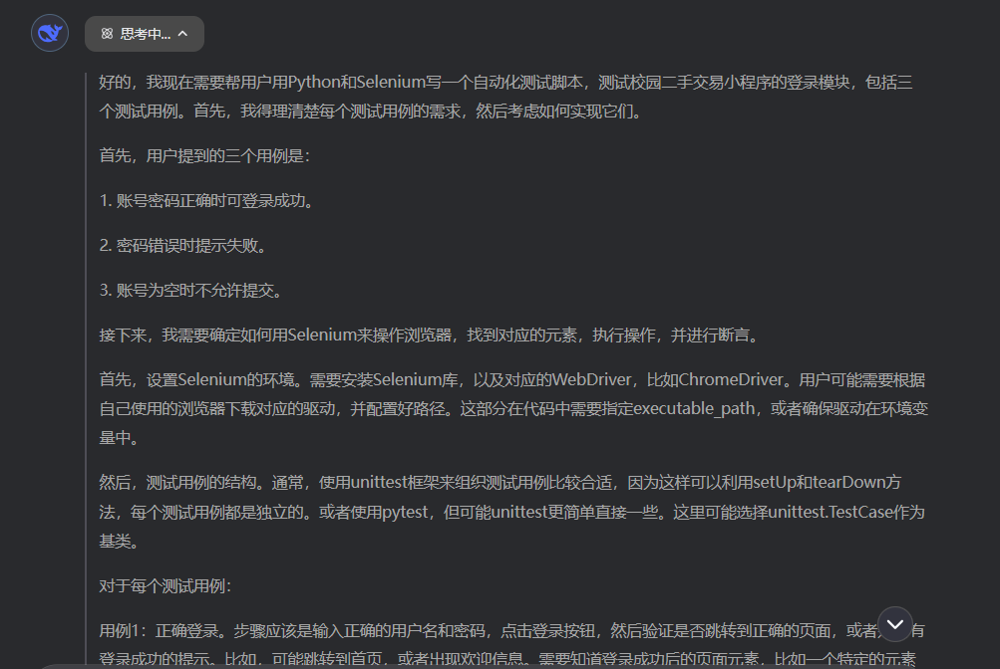 思考中...
好的，我现在需要帮用户用Python和Selenium写一个自动化测试脚本，测试校园二手交易小程序的登录模块，包括三
个测试用例。首先，我得理清楚每个测试用例的需求，然后考虑如何实现它们。
首先，用户提到的三个用例是：
1. 账号密码正确时可登录成功。
2. 密码错误时提示失败。
3. 账号为空时不允许提交。
接下来，我需要确定如何用Selenium来操作浏览器，找到对应的元素，执行操作，并进行断言。
首先，设置Selenium的环境。需要安装Selenium库，以及对应的WebDriver，比如ChromeDriver。用户可能需要根据
自己使用的浏览器下载对应的驱动，并配置好路径。这部分在代码中需要指定executable_path，或者确保驱动在环境变
量中。
然后，测试用例的结构。通常，使用unittest框架来组织测试用例比较合适，因为这样可以利用setUp和tearDown方
法，每个测试用例都是独立的。或者使用pytest，但可能unittest更简单直接一些。这里可能选择unittest.TestCase作为
基类。
对于每个测试用例：
用例1：正确登录。步骤应该是输入正确的用户名和密码，点击登录按钮，然后验证是否跳转到正确的页面，或者有
登录成功的提示。比如，可能跳转到首页，或者出现欢迎信息。需要知道登录成功后的页面元素，比如一个特定的元素